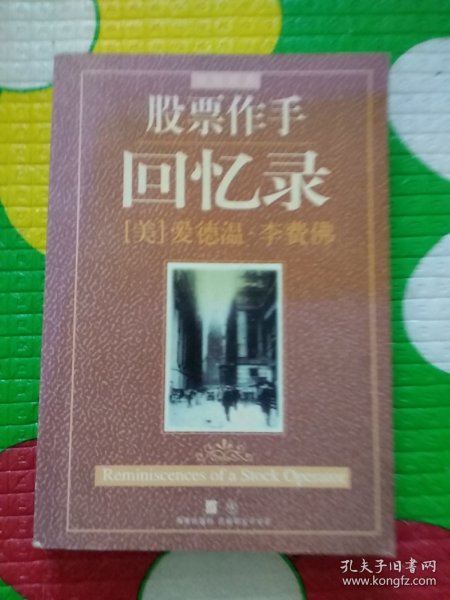 股票作手
回忆录
[美]爱德温·李費佛
Reminiscences of a Stock Operator
孔夫子旧书网
www.kongfz.com